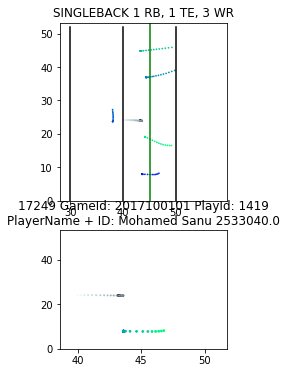 SINGLEBACK 1 RB, 1 TE, 3 WR
50
40
30
20
10
0
30 40 50
17249 GameId: 2017100101 PlayId: 1419
PlayerName + ID: Mohamed Sanu 2533040.0
40
20
0
40 45 50